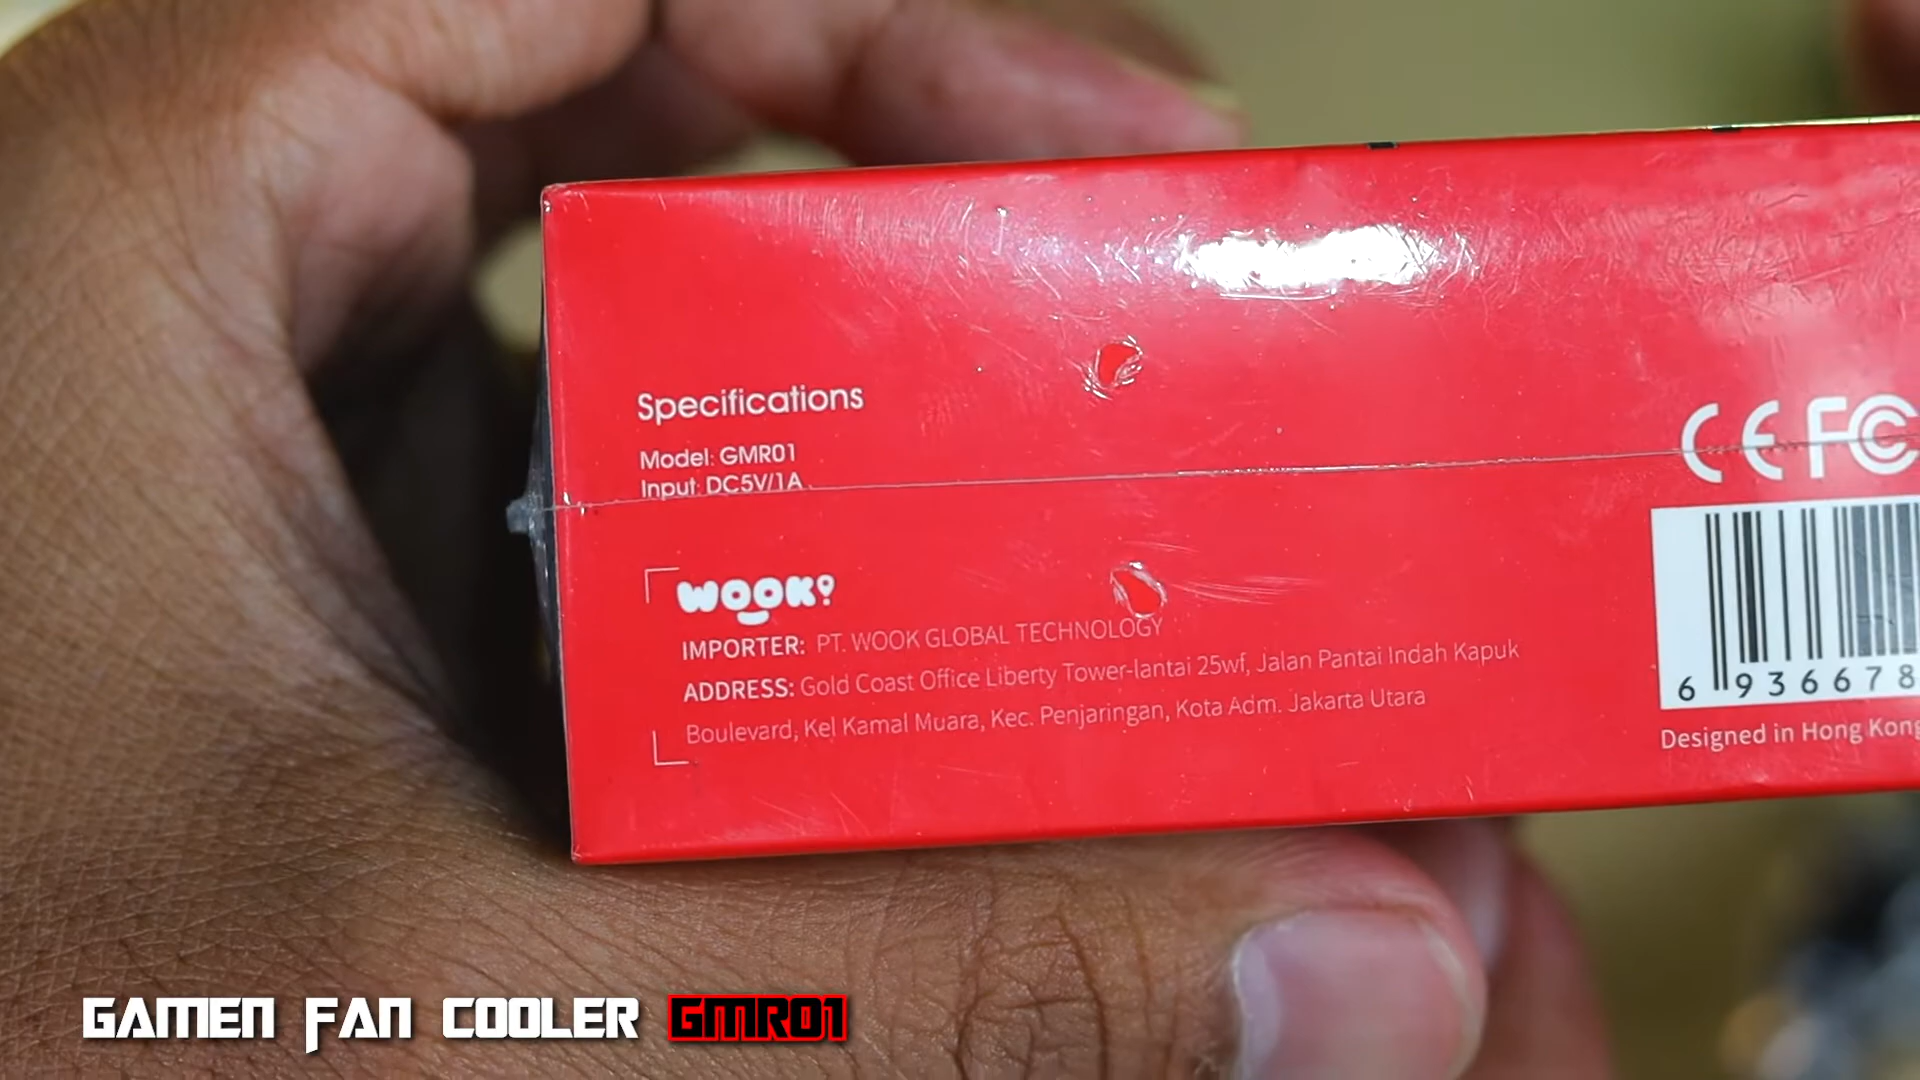 Specifications
Model: GMR01
Input: DC5V/1A
WOOK
IMPORTER: PT. WOOK GLOBAL TECHNOLOGY
ADDRESS: Gold Coast Office Liberty Tower-lantai 25wf, Jalan Pantai Indah Kapuk
Boulevard, Kel Kamal Muara, Kec. Penjaringan, Kota Adm. Jakarta Utara
CE FC
6 936678
Designed in Hong Kong
GAMEN FAN COOLER GMR01